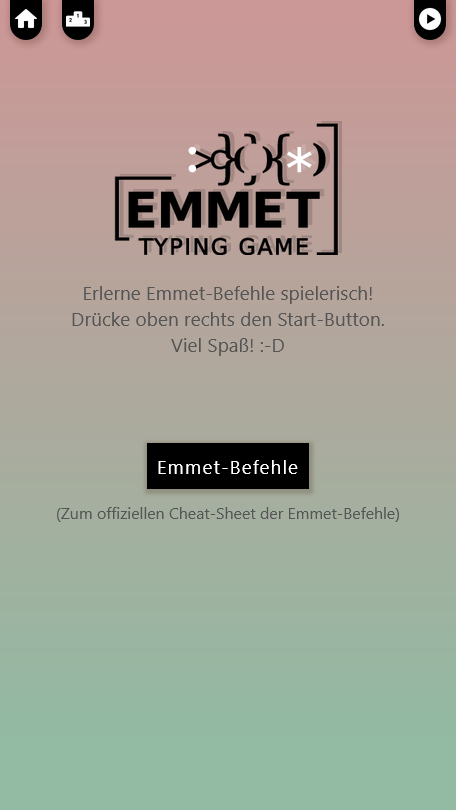 EMMET
TYPING GAME
Erlerne Emmet-Befehle spielerisch!
Drücke oben rechts den Start-Button.
Viel Spaß! :-D
Emmet-Befehle
(Zum offiziellen Cheat-Sheet der Emmet-Befehle)